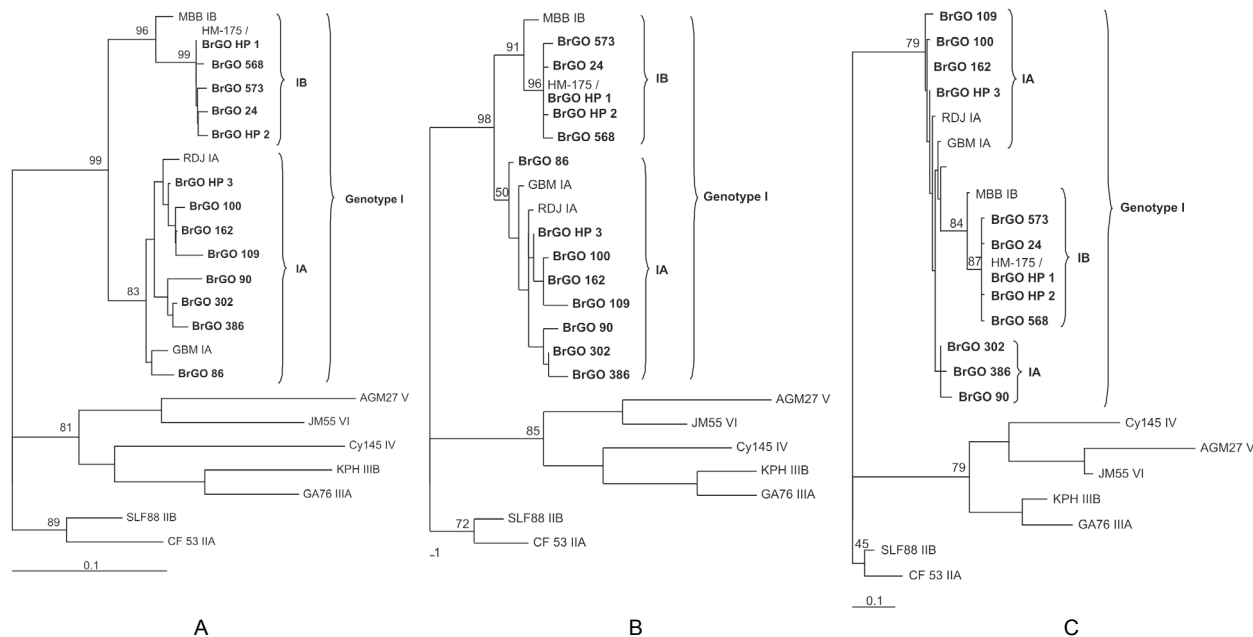 MBB IB
96
HM-175 /
BrGO HP 1
99
BrGO 568
BrGO 573
IB
BrGO 24
BrGO HP 2
99
RDJ IA
BrGO HP 3
Genotype I
BrGO 100
BrGO 162
BrGO 109
IA
BrGO 90
83
BrGO 302
BrGO 386
GBM IA
BrGO 86
AGM27 V
81
JM55 VI
Cy145 IV
KPH IIIB
GA76 IIIA
89
SLF88 IIB
CF 53 IIA
0.1
A
MBB IB
91
BrGO 573
BrGO 24
IB
96
HM-175 /
BrGO HP 1
BrGO HP 2
98
BrGO 568
BrGO 86
50
GBM IA
Genotype I
RDJ IA
BrGO HP 3
BrGO 100
IA
BrGO 162
BrGO 109
BrGO 90
BrGO 302
BrGO 386
AGM27 V
85
JM55 VI
Cy145 IV
KPH IIIB
GA76 IIIA
72
SLF88 IIB
CF 53 IIA
.1
B
BrGO 109
79
BrGO 100
BrGO 162
IA
BrGO HP 3
RDJ IA
GBM IA
MBB IB
Genotype I
84
BrGO 573
BrGO 24
IB
87
HM-175 /
BrGO HP 1
BrGO HP 2
BrGO 568
BrGO 302
BrGO 386
IA
BrGO 90
Cy145 IV
AGM27 V
79
JM55 VI
KPH IIIB
GA76 IIIA
45
SLF88 IIB
CF 53 IIA
0.1
C